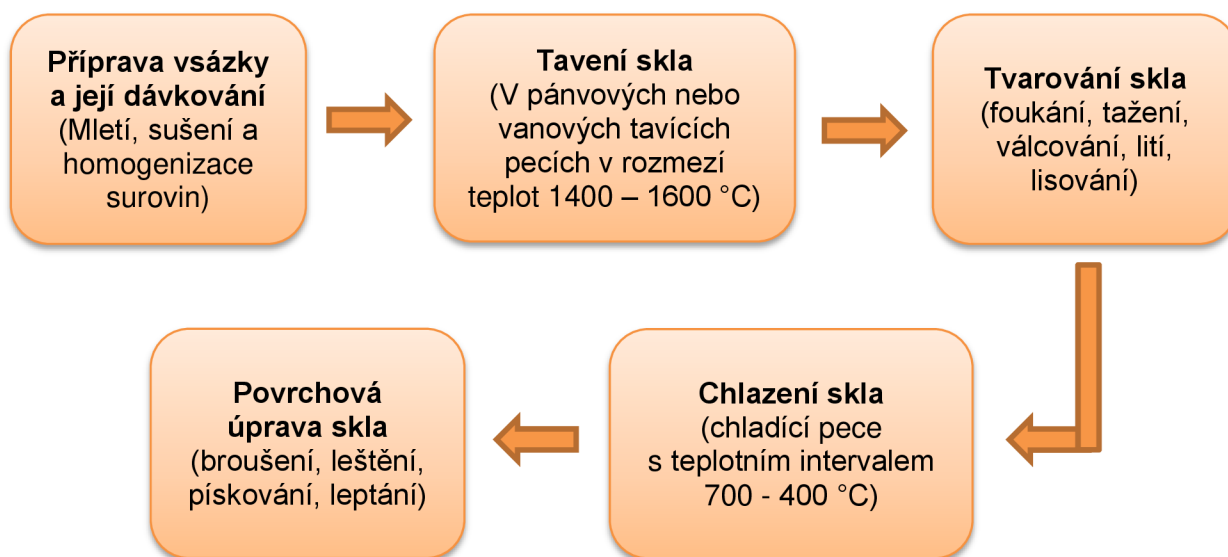 Příprava vsázky
a její dávkování
(Mletí, sušení a
homogenizace
surovin)
Tavení skla
(V pánvových nebo
vanových tavících
pecích v rozmezí
teplot 1400 – 1600 °C)
Tvarování skla
(foukání, tažení,
válcování, lití,
lisování)
Chlazení skla
(chladící pece
s teplotním intervalem
700 - 400 °C)
Povrchová
úprava skla
(broušení, leštění,
pískování, leptání)